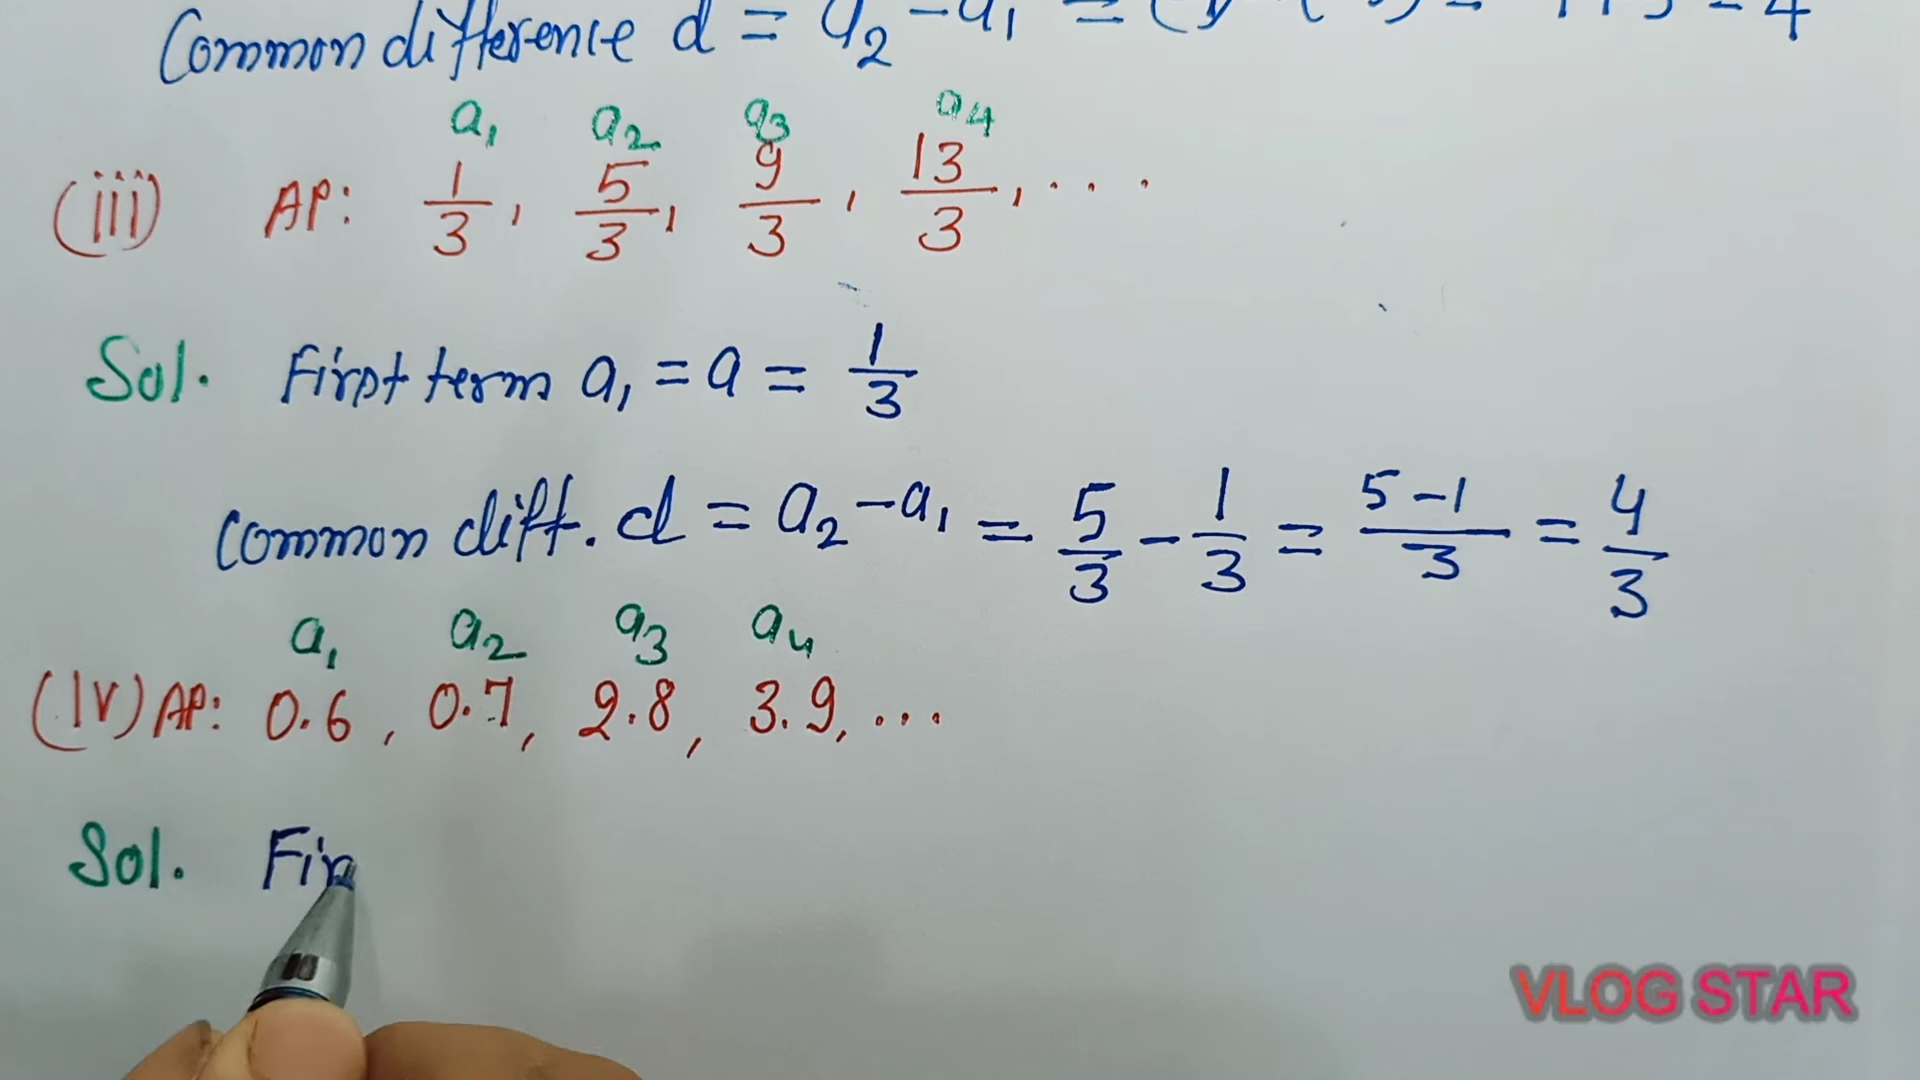 Common difference d = a₂ - a₁ =
a₁ a₂ a₃ a₄
(iii) AP: 1/3, 5/3, 9/3, 13/3, ...
Sol. First term a₁ = a = 1/3
Common diff. d = a₂ - a₁ = 5/3 - 1/3 = 5-1/3 = 4/3
a₁ a₂ a₃ a₄
(IV) AP: 0.6, 0.7, 2.8, 3.9, ...
Sol. Fir
VLOG STAR